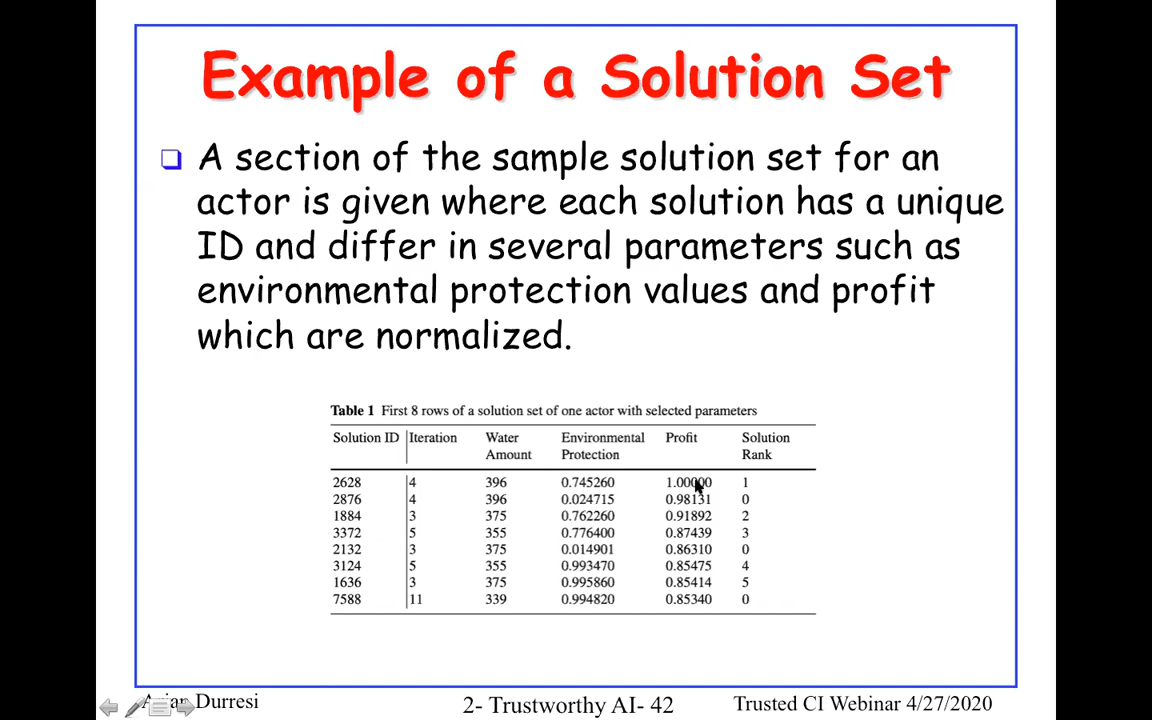 Example of a Solution Set
A section of the sample solution set for an
actor is given where each solution has a unique
ID and differ in several parameters such as
environmental protection values and profit
which are normalized.
Table 1 First 8 rows of a solution set of one actor with selected parameters
Solution ID Iteration Water Environmental Profit Solution
Amount Protection Rank
2628 4 396 0.745260 1.00000 1
2876 4 396 0.024715 0.98131 0
1884 3 375 0.762260 0.91892 2
3372 5 355 0.776400 0.87439 3
2132 3 375 0.014901 0.86310 0
3124 5 355 0.993470 0.85475 4
1636 3 375 0.995860 0.85414 5
7588 11 339 0.994820 0.85340 0
Arjan Durresi 2- Trustworthy AI- 42 Trusted CI Webinar 4/27/2020